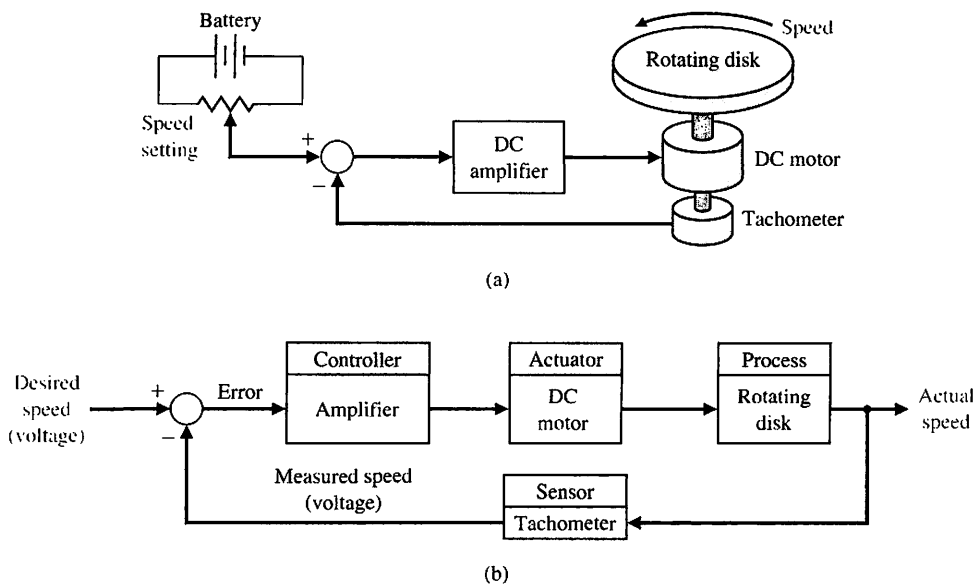 Battery
Speed
Rotating disk
Speed
setting
+
−
DC
amplifier
DC motor
Tachometer
(a)
Controller
Actuator
Process
Desired
speed
(voltage)
+
−
Error
Amplifier
DC
motor
Rotating
disk
Actual
speed
Measured speed
(voltage)
Sensor
Tachometer
(b)